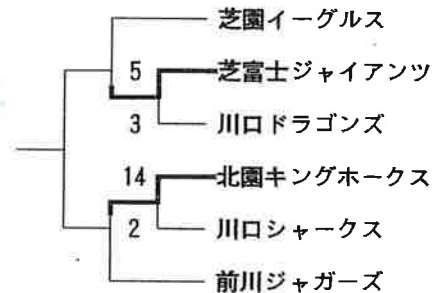 芝園イーグルス
5 芝富士ジャイアンツ
3 川口ドラゴンズ
14 北園キングホークス
2 川口シャークス
前川ジャガーズ